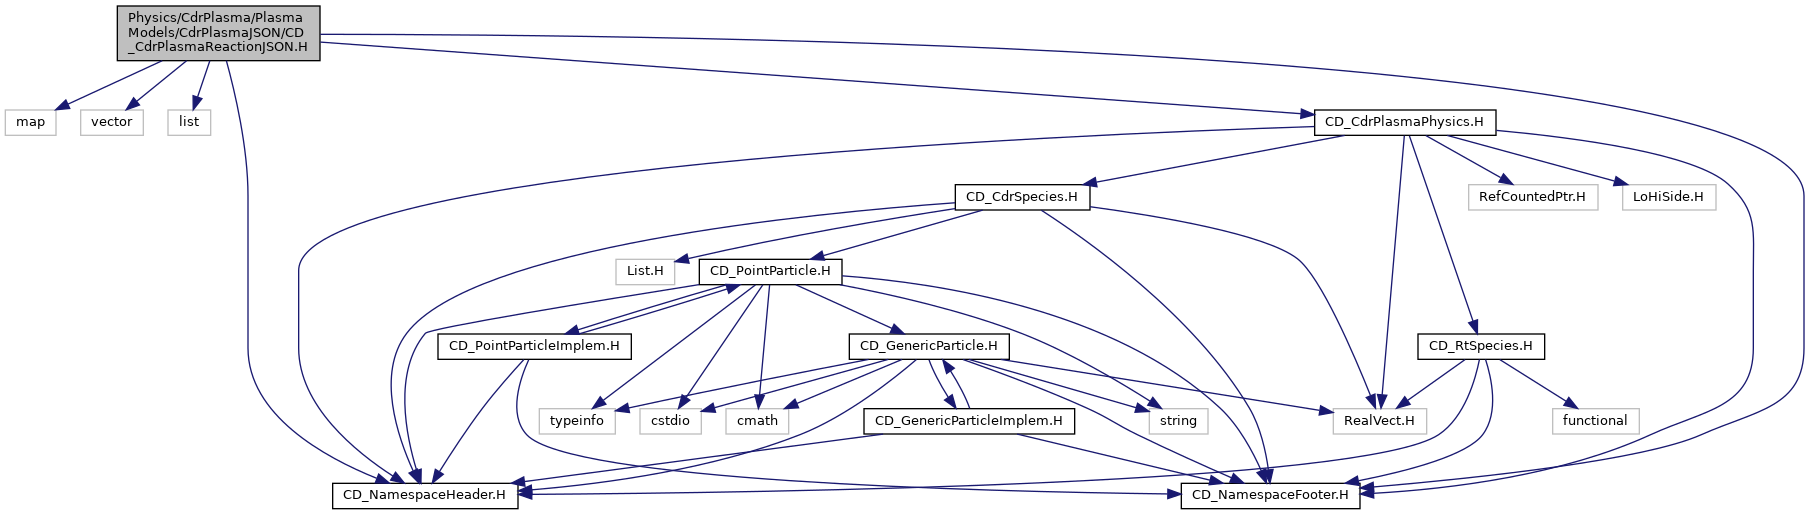 Physics/CdrPlasma/Plasma
Models/CdrPlasmaJSON/CD
_CdrPlasmaReactionJSON.H
map
vector
list
CD_CdrPlasmaPhysics.H
CD_CdrSpecies.H
RefCountedPtr.H
LoHiSide.H
List.H
CD_PointParticle.H
CD_PointParticleImplem.H
CD_GenericParticle.H
CD_RtSpecies.H
typeinfo
cstdio
cmath
CD_GenericParticleImplem.H
string
RealVect.H
functional
CD_NamespaceHeader.H
CD_NamespaceFooter.H